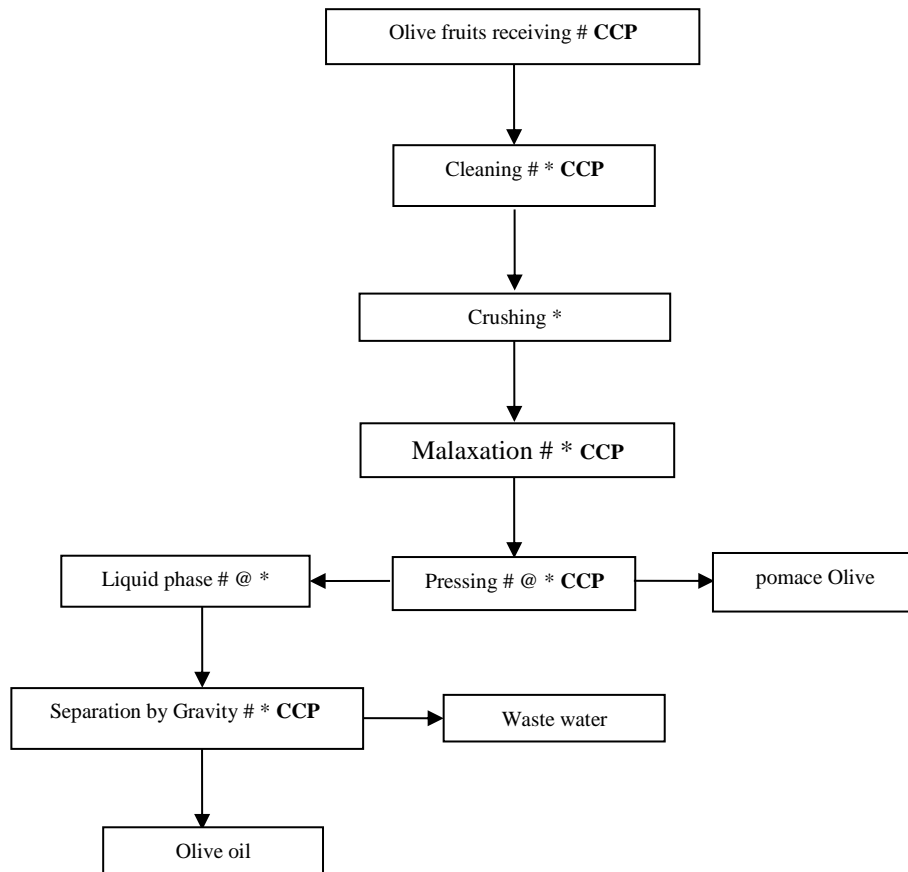 Olive fruits receiving # CCP
Cleaning # * CCP
Crushing *
Malaxation # * CCP
Liquid phase # @ *
Pressing # @ * CCP
pomace Olive
Separation by Gravity # * CCP
Waste water
Olive oil